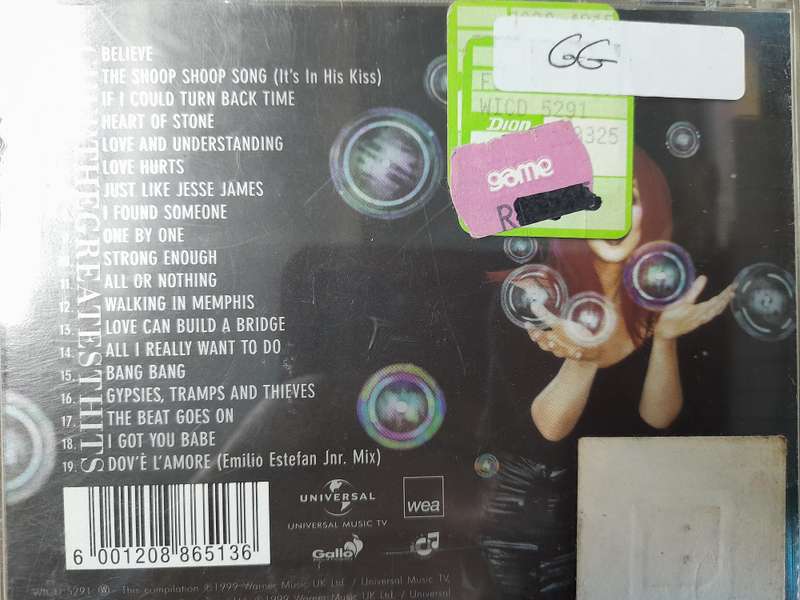 BELIEVE
THE SHOOP SHOOP SONG (It's In His Kiss)
IF I COULD TURN BACK TIME
HEART OF STONE
LOVE AND UNDERSTANDING
LOVE HURTS
JUST LIKE JESSE JAMES
I FOUND SOMEONE
ONE BY ONE
STRONG ENOUGH
11. ALL OR NOTHING
12. WALKING IN MEMPHIS
13. LOVE CAN BUILD A BRIDGE
14. ALL I REALLY WANT TO DO
15. BANG BANG
16. GYPSIES, TRAMPS AND THIEVES
17. THE BEAT GOES ON
18. I GOT YOU BABE
19. DOV'È L'AMORE (Emilio Estefan Jnr. Mix)
THEGREATESTHITS
GG
WICD 5291
Dion
9325
game
R
UNIVERSAL
UNIVERSAL MUSIC TV
wea
Gallo
CD
6 001208 865136
5291 This compilation ℗1999 Warner Music UK Ltd. / Universal Music TV,